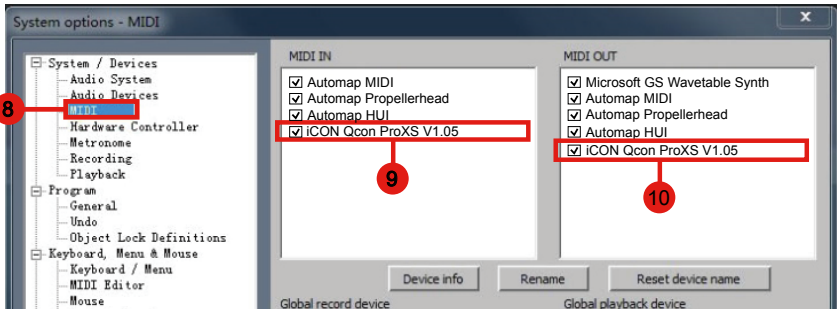 System options - MIDI
x
System / Devices
Audio System
Audio Devices
8
MIDI
Hardware Controller
Metronome
Recording
Playback
Program
General
Undo
Object Lock Definitions
Keyboard, Menu & Mouse
Keyboard / Menu
MIDI Editor
Mouse
MIDI IN
Automap MIDI
Automap Propellerhead
Automap HUI
iCON Qcon ProXS V1.05
9
MIDI OUT
Microsoft GS Wavetable Synth
Automap MIDI
Automap Propellerhead
Automap HUI
iCON Qcon ProXS V1.05
10
Device info
Rename
Reset device name
Global record device
Global playback device